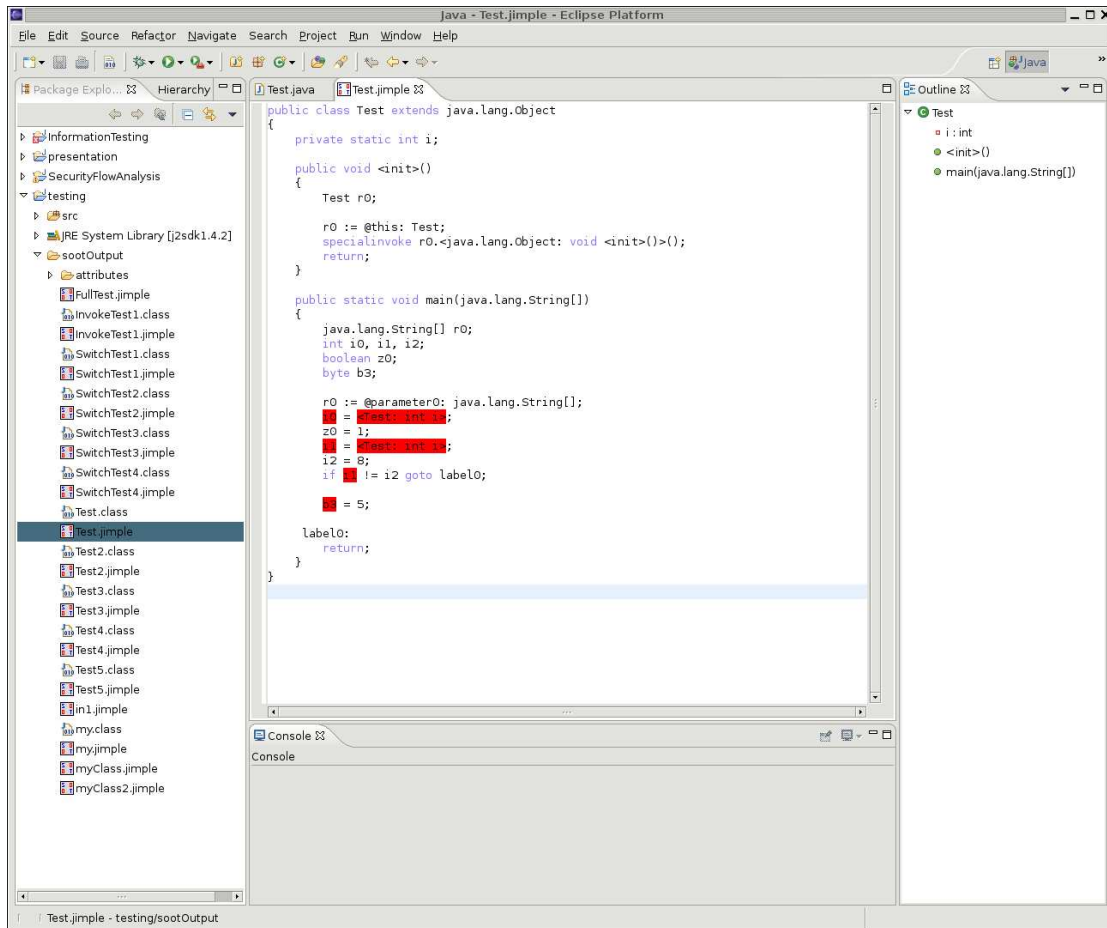 Java - Test.jimple - Eclipse Platform
File Edit Source Refactor Navigate Search Project Run Window Help
Java
»
Package Explo... Hierarchy
InformationTesting
presentation
SecurityFlowAnalysis
testing
src
JRE System Library [j2sdk1.4.2]
sootOutput
attributes
FullTest.jimple
InvokeTest1.class
InvokeTest1.jimple
SwitchTest1.class
SwitchTest1.jimple
SwitchTest2.class
SwitchTest2.jimple
SwitchTest3.class
SwitchTest3.jimple
SwitchTest4.class
SwitchTest4.jimple
Test.class
Test.jimple
Test2.class
Test2.jimple
Test3.class
Test3.jimple
Test4.class
Test4.jimple
Test5.class
Test5.jimple
in1.jimple
my.class
my.jimple
myClass.jimple
myClass2.jimple
Test.java Test.jimple
public class Test extends java.lang.Object
{
private static int i;
public void <init>()
{
Test r0;
r0 := @this: Test;
specialinvoke r0.<java.lang.Object: void <init>()>();
return;
}
public static void main(java.lang.String[])
{
java.lang.String[] r0;
int i0, i1, i2;
boolean z0;
byte b3;
r0 := @parameter0: java.lang.String[];
i0 = <Test: int i>;
z0 = 1;
i1 = <Test: int i>;
i2 = 8;
if i1 != i2 goto label0;
b3 = 5;
label0:
return;
}
}
Console
Console
Outline
Test
i : int
<init>()
main(java.lang.String[])
Test.jimple - testing/sootOutput